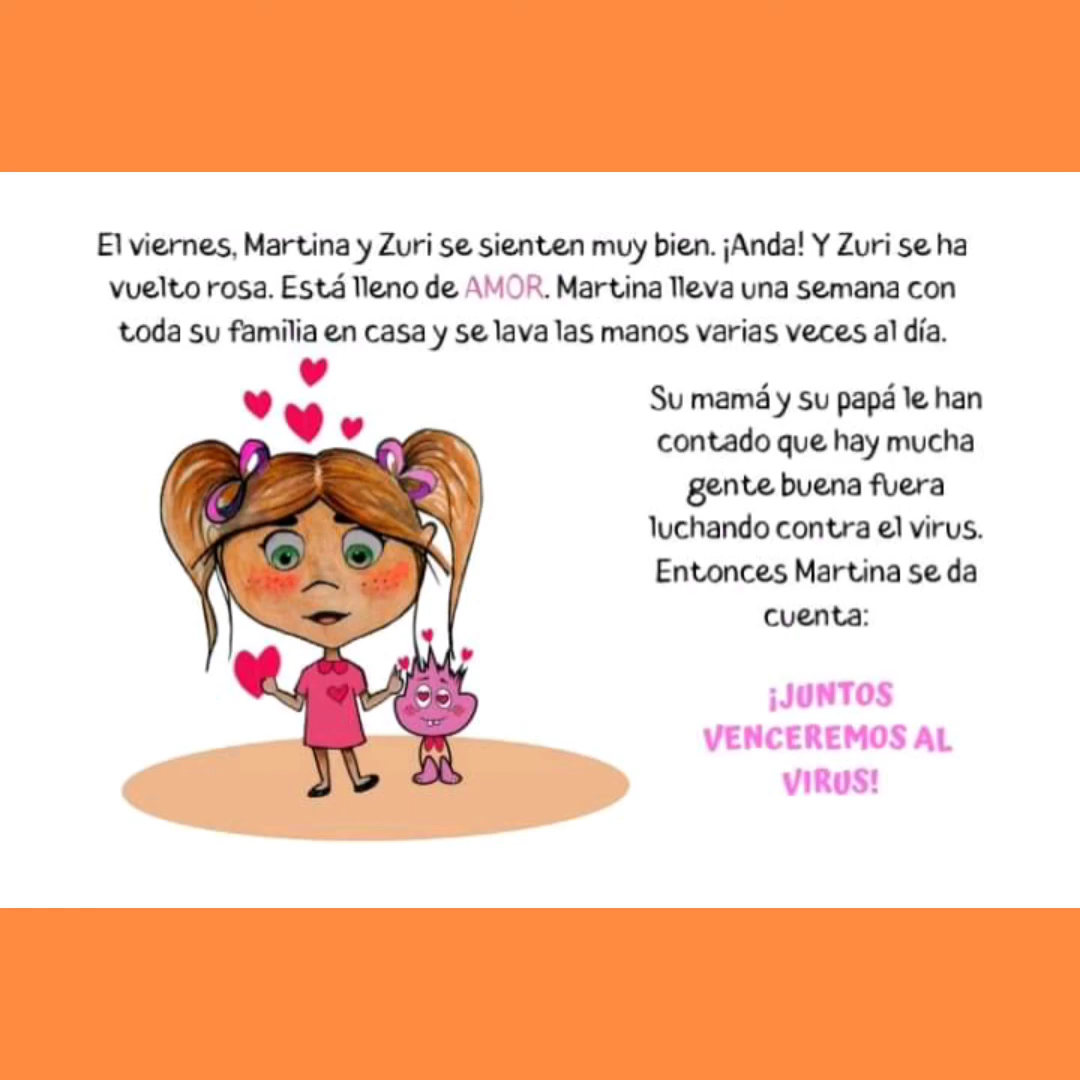 El viernes, Martina y Zuri se sienten muy bien. ¡Anda! Y Zuri se ha
vuelto rosa. Está lleno de AMOR. Martina lleva una semana con
toda su familia en casa y se lava las manos varias veces al día.
Su mamá y su papá le han
contado que hay mucha
gente buena fuera
luchando contra el virus.
Entonces Martina se da
cuenta:
¡JUNTOS
VENCEREMOS AL
VIRUS!